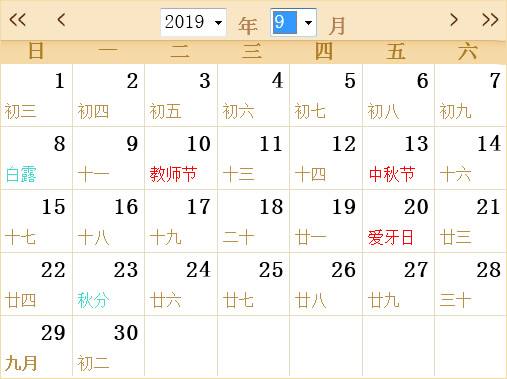 « ‹ 2019 年 9 月 › »
日 一 二 三 四 五 六
1 2 3 4 5 6 7
初三 初四 初五 初六 初七 初八 初九
8 9 10 11 12 13 14
白露 十一 教师节 十三 十四 中秋节 十六
15 16 17 18 19 20 21
十七 十八 十九 二十 廿一 爱牙日 廿三
22 23 24 25 26 27 28
廿四 秋分 廿六 廿七 廿八 廿九 三十
29 30
九月 初二